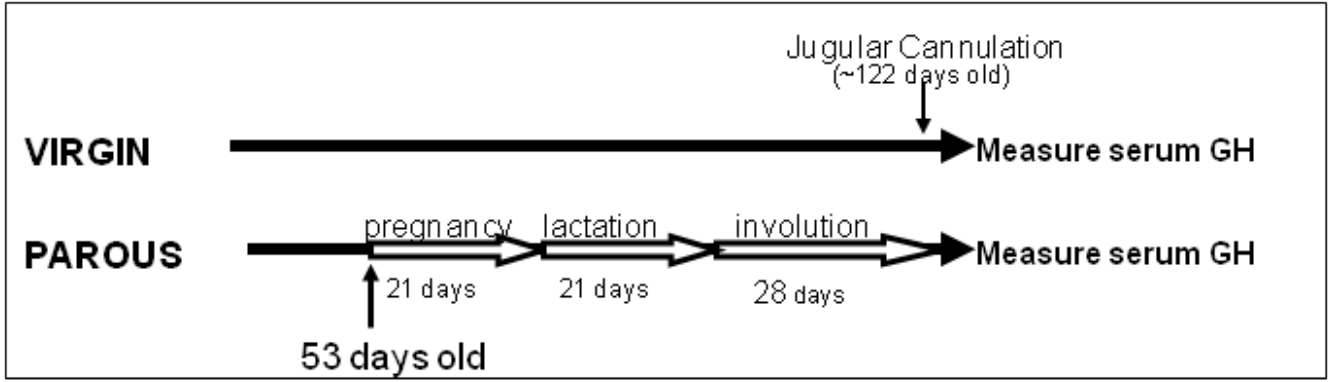 Jugular Cannulation
(~122 days old)
VIRGIN Measure serum GH
pregnancy lactation involution
PAROUS Measure serum GH
21 days 21 days 28 days
53 days old